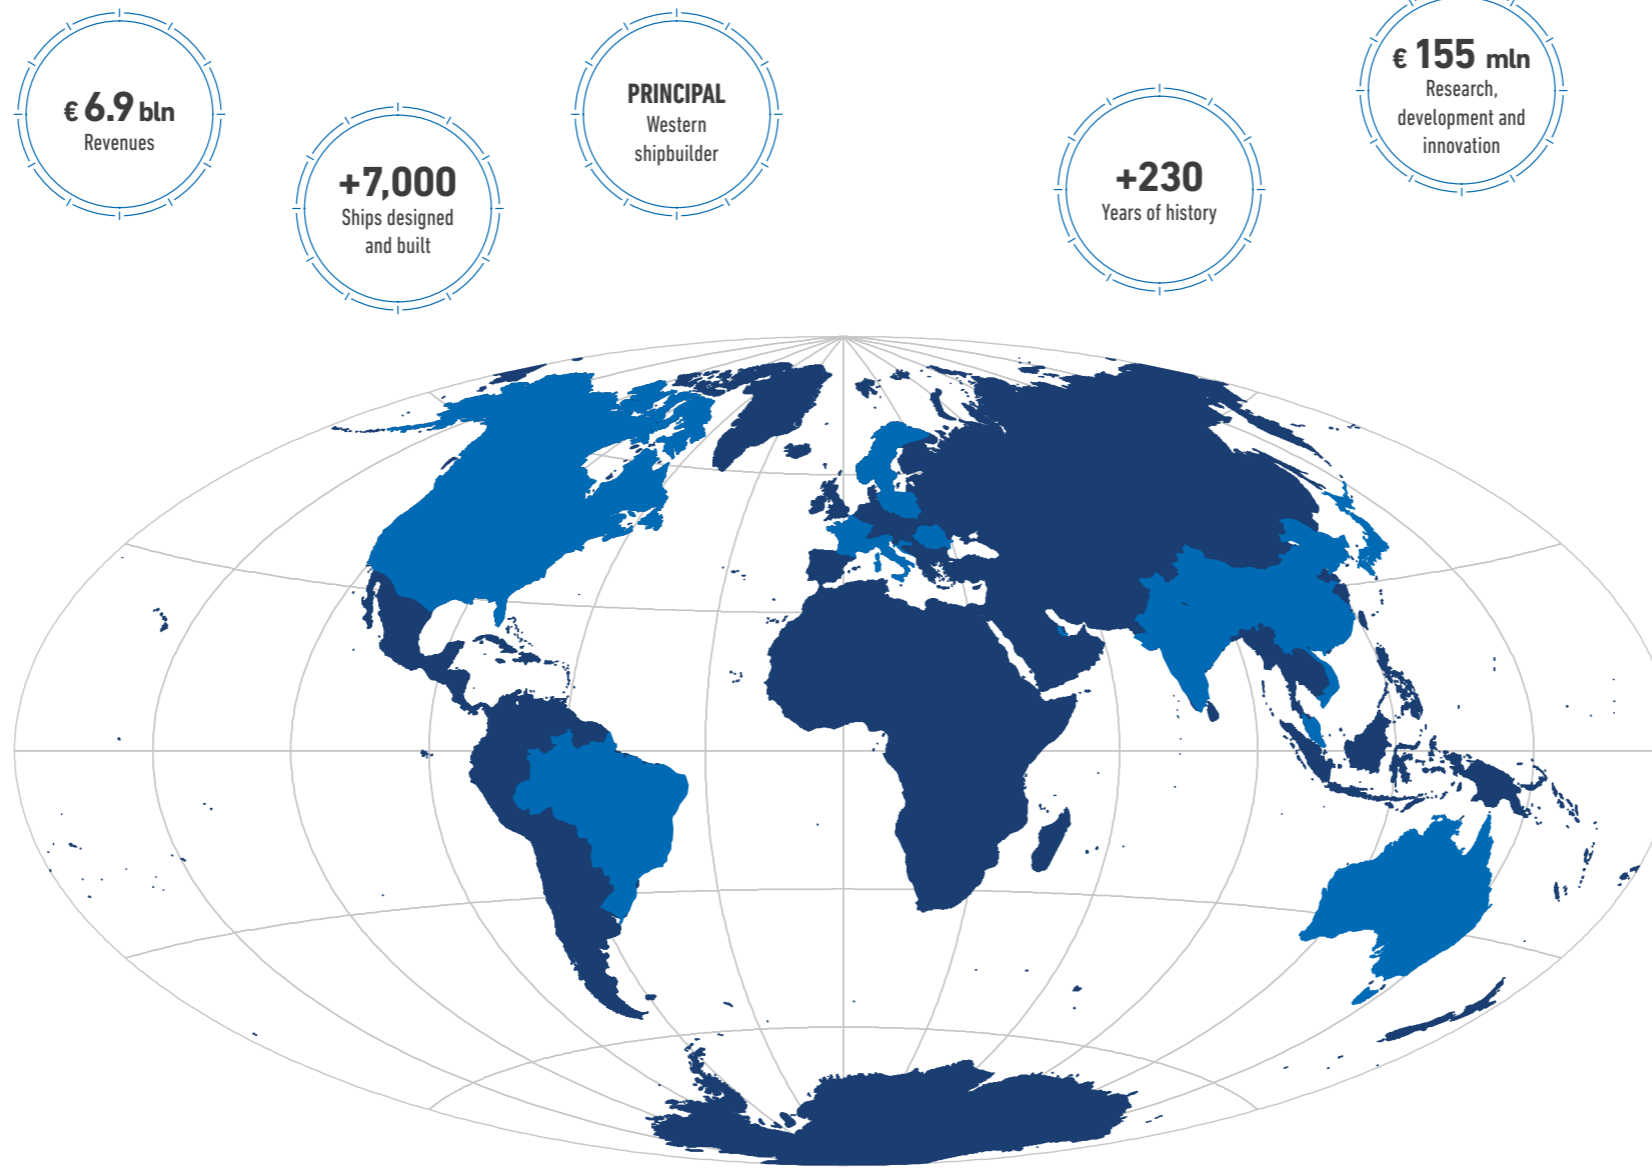 € 6.9 bln
Revenues
+7,000
Ships designed
and built
PRINCIPAL
Western
shipbuilder
+230
Years of history
€ 155 mln
Research,
development and
innovation